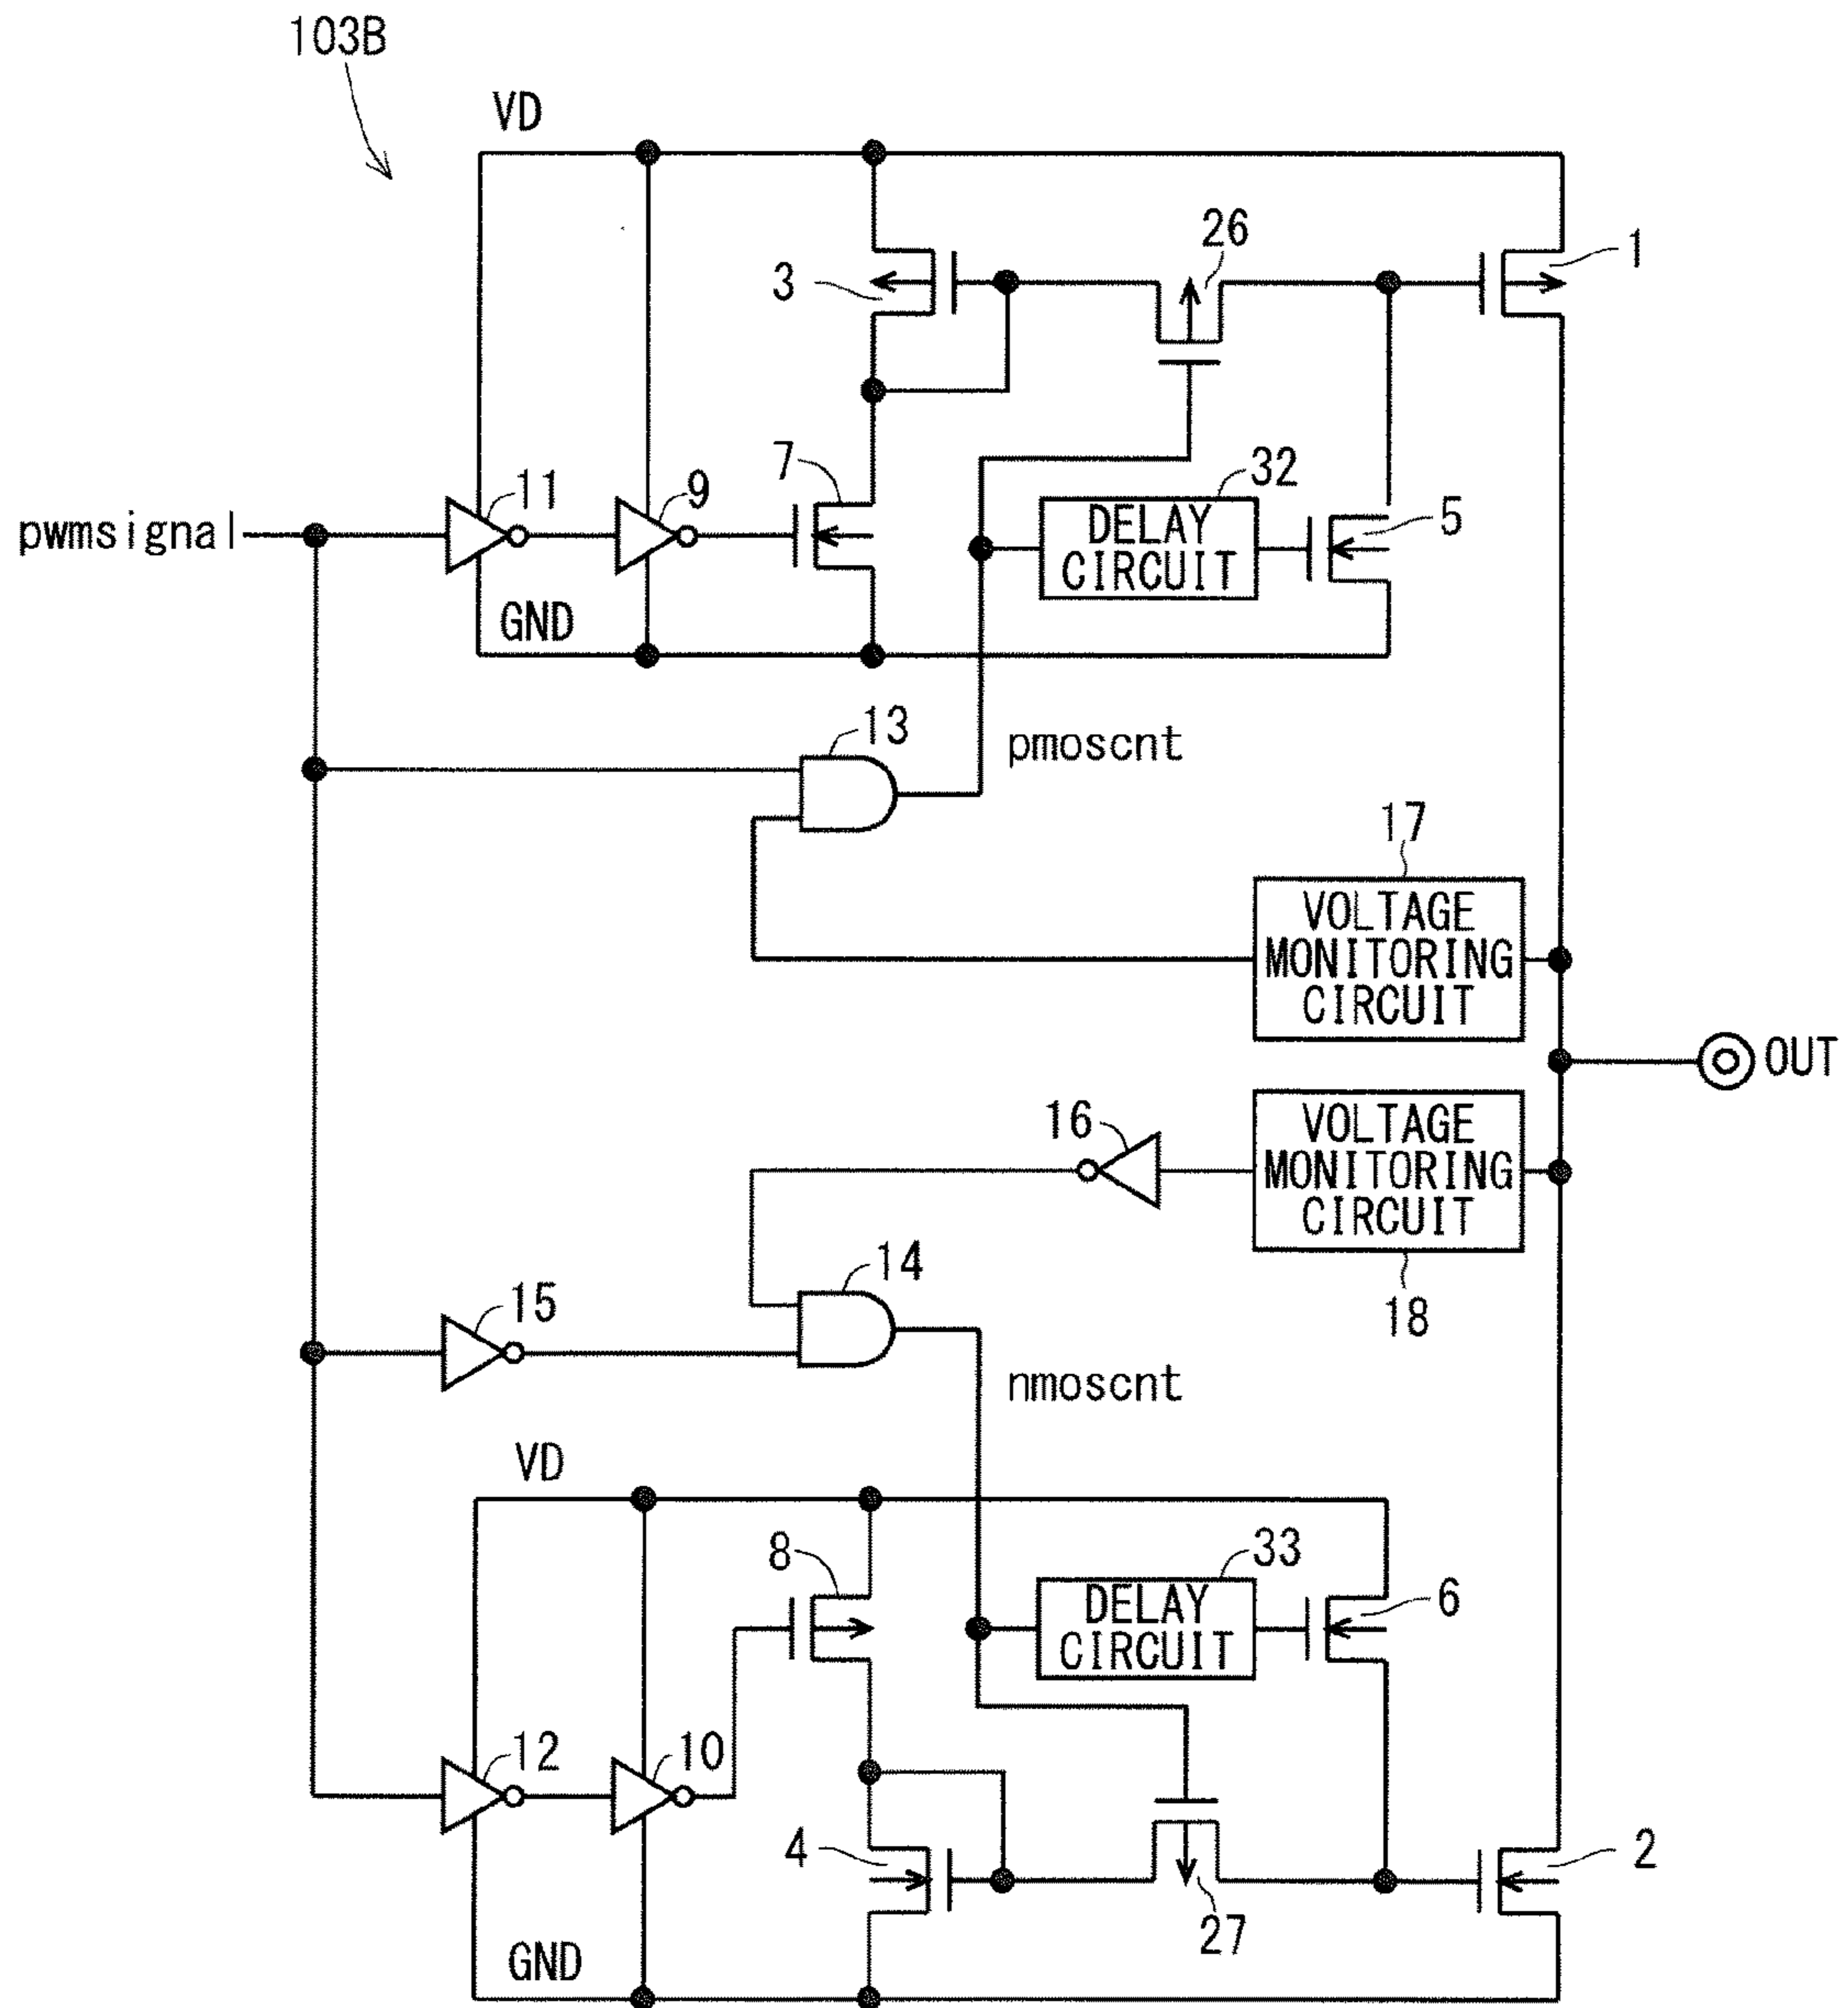 103B
VD
26
1
3
7
32
11
9
5
pwmsignal
DELAY
CIRCUIT
GND
13
pmoscnt
17
VOLTAGE
MONITORING
CIRCUIT
OUT
16
VOLTAGE
MONITORING
CIRCUIT
14
18
15
nmoscnt
VD
8
33
6
DELAY
CIRCUIT
12
10
4
2
27
GND